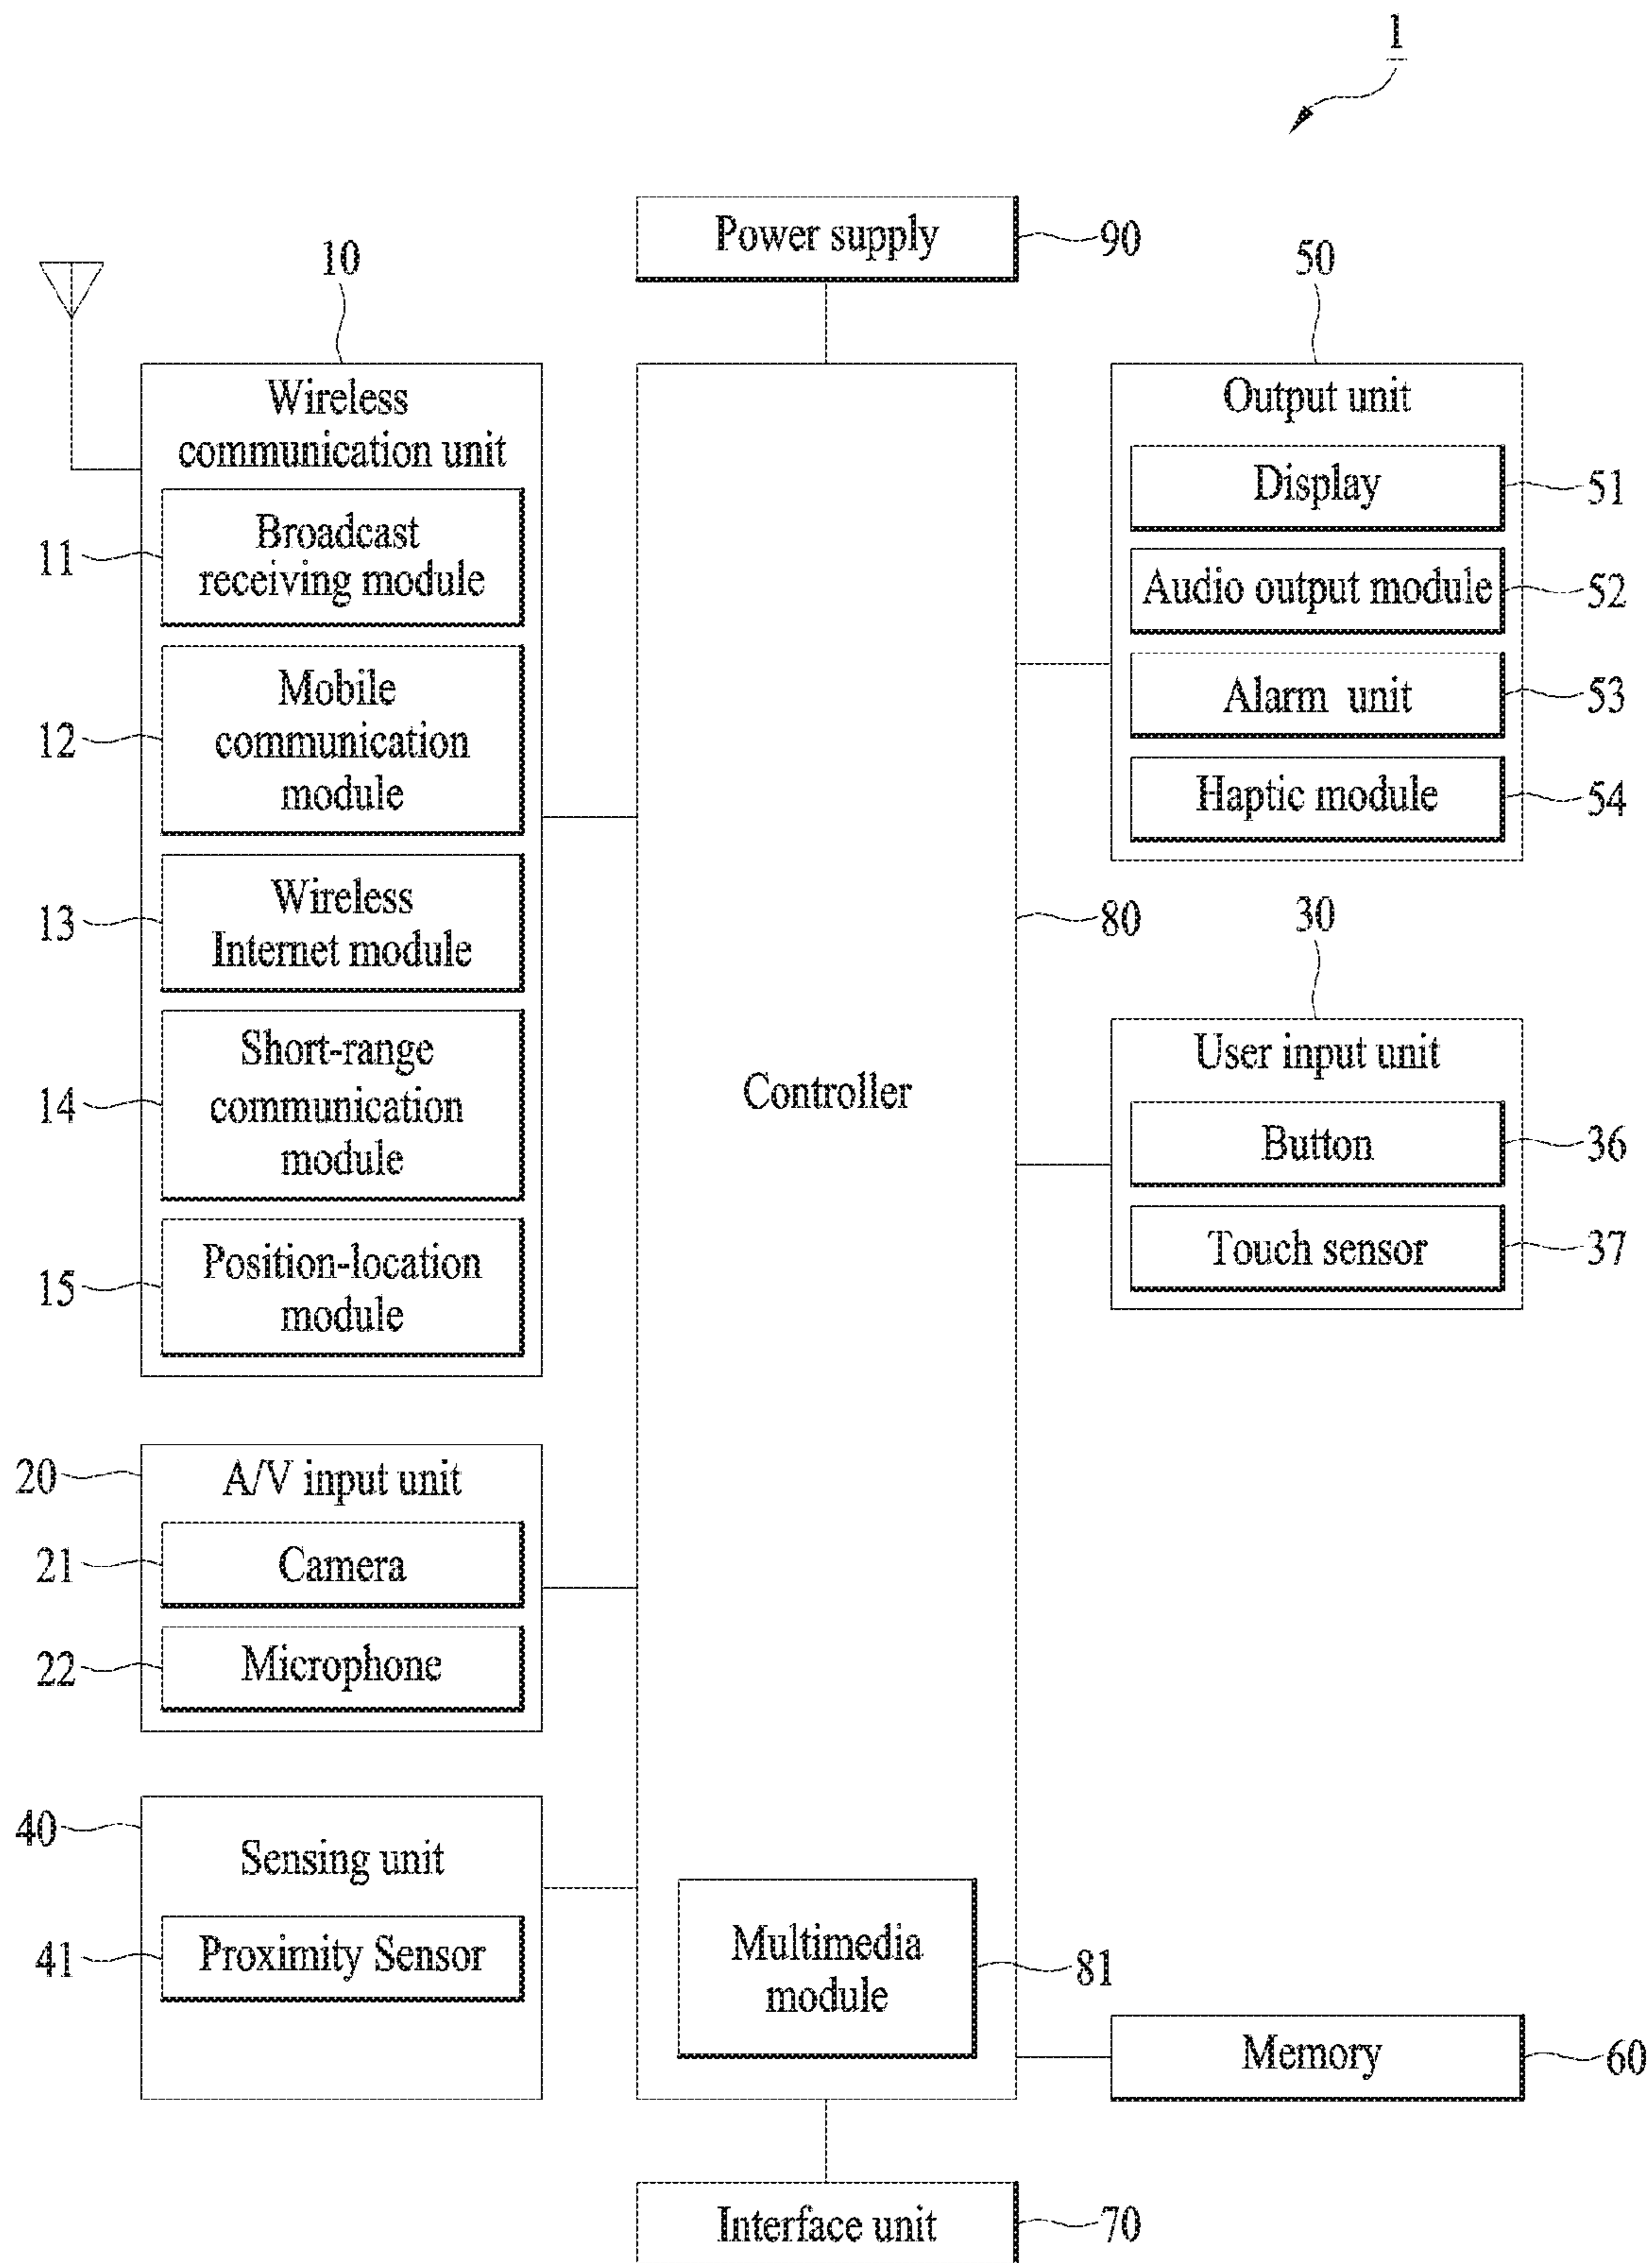 1
Power supply
90
10
Wireless
communication unit
11
Broadcast
receiving module
12
Mobile
communication
module
13
Wireless
Internet module
14
Short-range
communication
module
15
Position-location
module
20
A/V input unit
21
Camera
22
Microphone
40
Sensing unit
41
Proximity Sensor
Controller
80
Multimedia
module
81
50
Output unit
Display
51
Audio output module
52
Alarm unit
53
Haptic module
54
30
User input unit
Button
36
Touch sensor
37
Memory
60
Interface unit
70